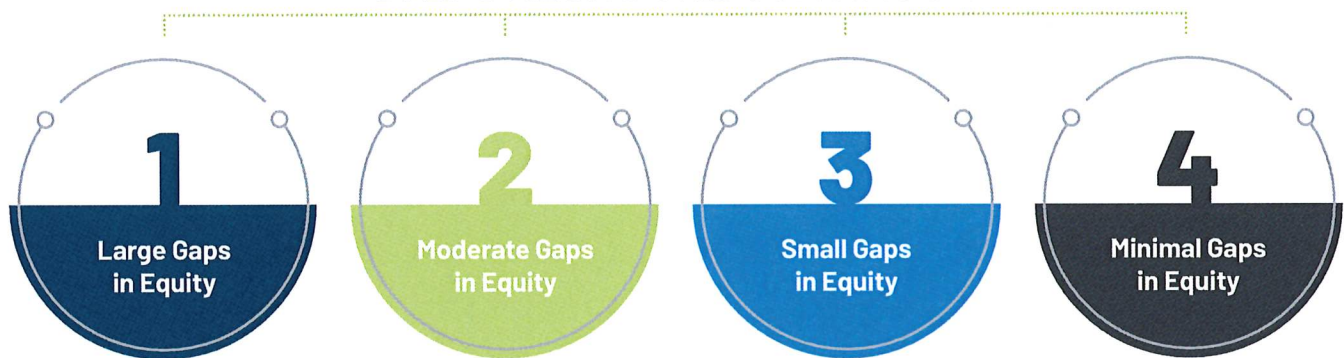 1
Large Gaps
in Equity
2
Moderate Gaps
in Equity
3
Small Gaps
in Equity
4
Minimal Gaps
in Equity